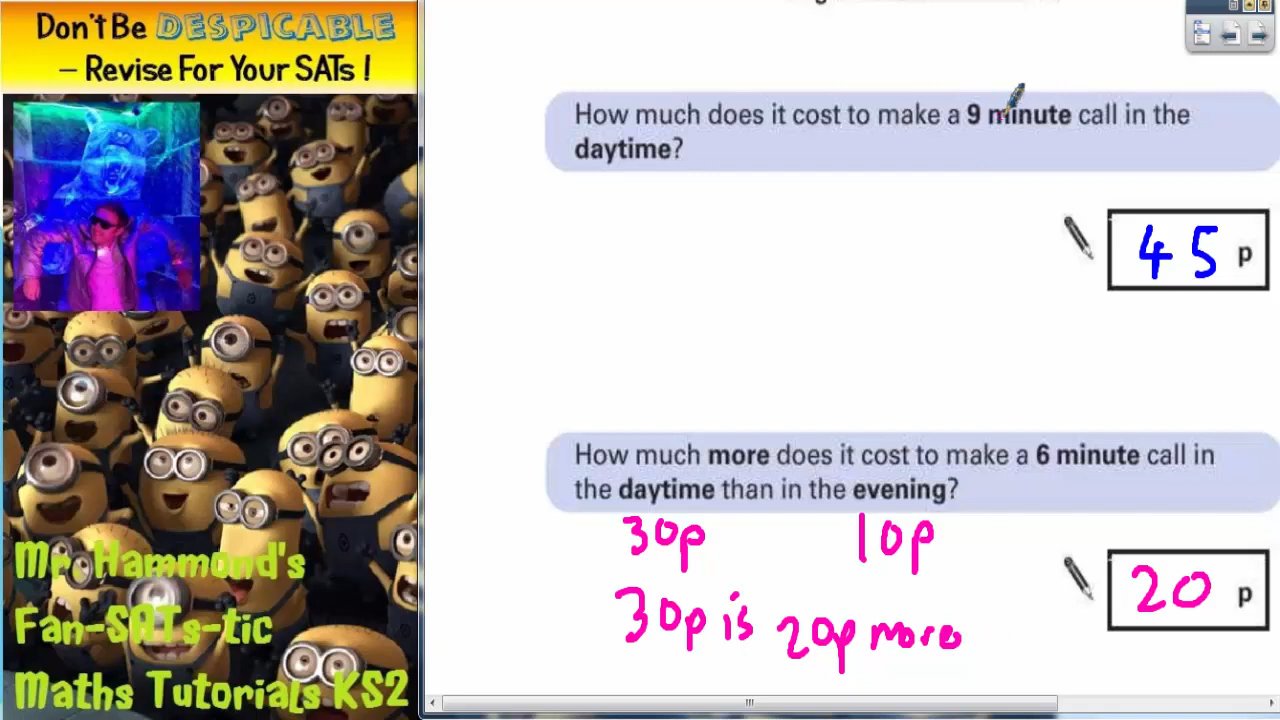 Don't Be DESPICABLE
– Revise For Your SATs !
How much does it cost to make a 9 minute call in the
daytime?
45 p
How much more does it cost to make a 6 minute call in
the daytime than in the evening?
30p 10p
30p is 20p more
20 p
Mr. Hammond's
Fan-SATs-tic
Maths Tutorials KS2